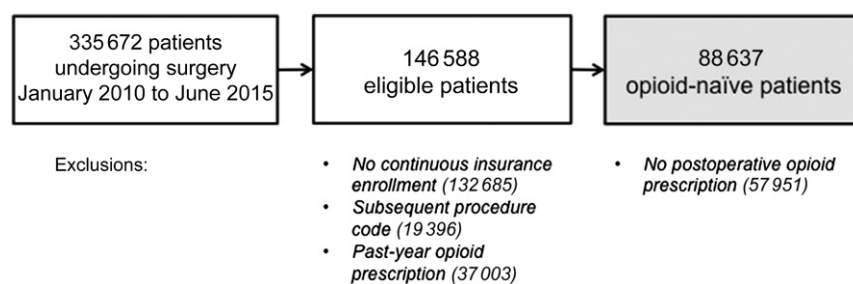 335 672 patients
undergoing surgery
January 2010 to June 2015
146 588
eligible patients
88 637
opioid-naïve patients
Exclusions:
• No continuous insurance
enrollment (132 685)
• Subsequent procedure
code (19 396)
• Past-year opioid
prescription (37 003)
• No postoperative opioid
prescription (57 951)